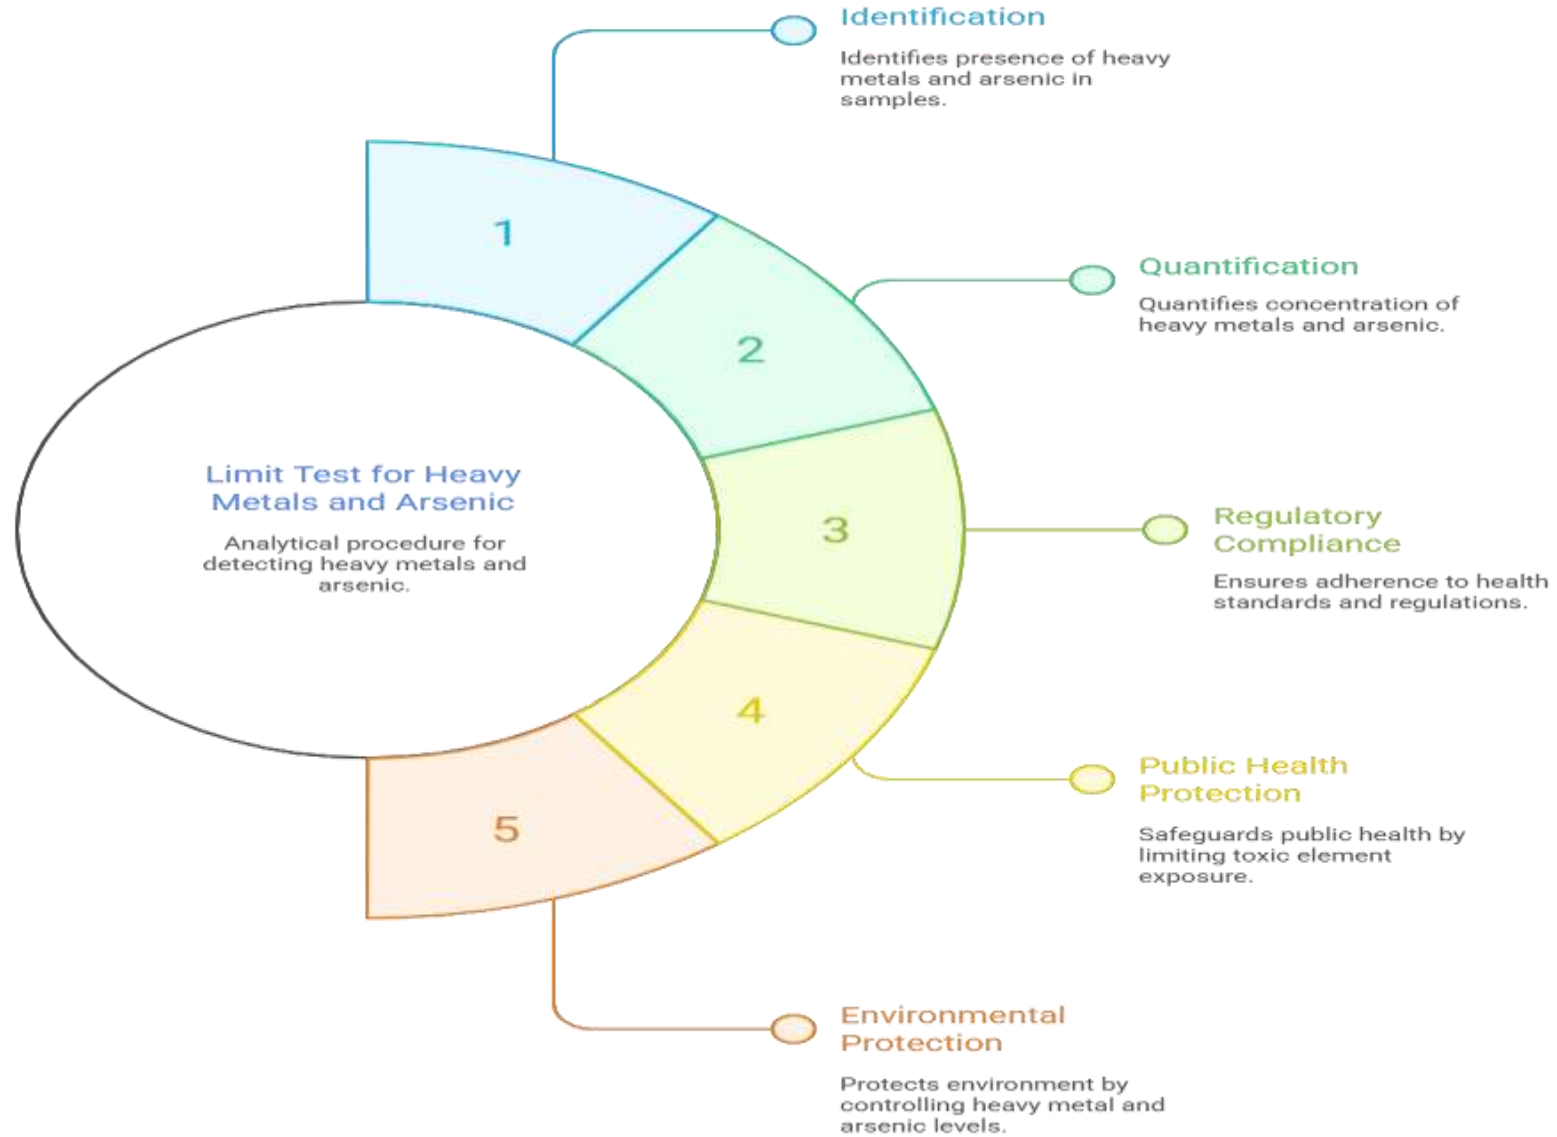 Identification
Identifies presence of heavy
metals and arsenic in
samples.
1
Quantification
Quantifies concentration of
heavy metals and arsenic.
2
Limit Test for Heavy
Metals and Arsenic
Analytical procedure for
detecting heavy metals and
arsenic.
3
Regulatory
Compliance
Ensures adherence to health
standards and regulations.
4
Public Health
Protection
Safeguards public health by
limiting toxic element
exposure.
5
Environmental
Protection
Protects environment by
controlling heavy metal and
arsenic levels.